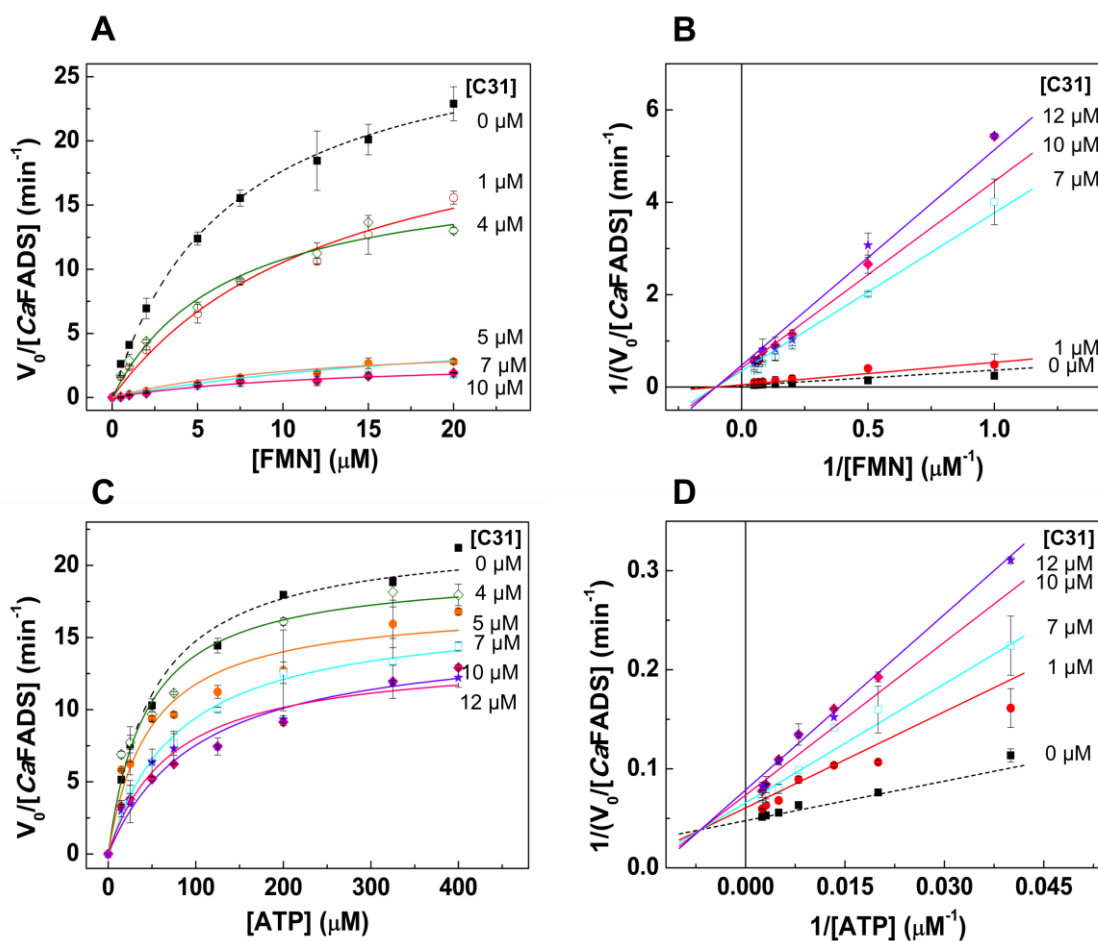 A
V₀/[CaFADS] (min⁻¹)
25
20
15
10
5
0
[C31]
0 µM
1 µM
4 µM
5 µM
7 µM
10 µM
0 5 10 15 20
[FMN] (µM)
B
1/(V₀/[CaFADS] (min⁻¹)
6
4
2
0
[C31]
12 µM
10 µM
7 µM
1 µM
0 µM
0.0 0.5 1.0
1/[FMN] (µM⁻¹)
C
V₀/[CaFADS] (min⁻¹)
20
15
10
5
0
[C31]
0 µM
4 µM
5 µM
7 µM
10 µM
12 µM
0 75 150 225 300 400
[ATP] (µM)
D
1/(V₀/[CaFADS] (min⁻¹)
0.3
0.2
0.1
0.0
[C31]
12 µM
10 µM
7 µM
1 µM
0 µM
0.000 0.015 0.030 0.045
1/[ATP] (µM⁻¹)